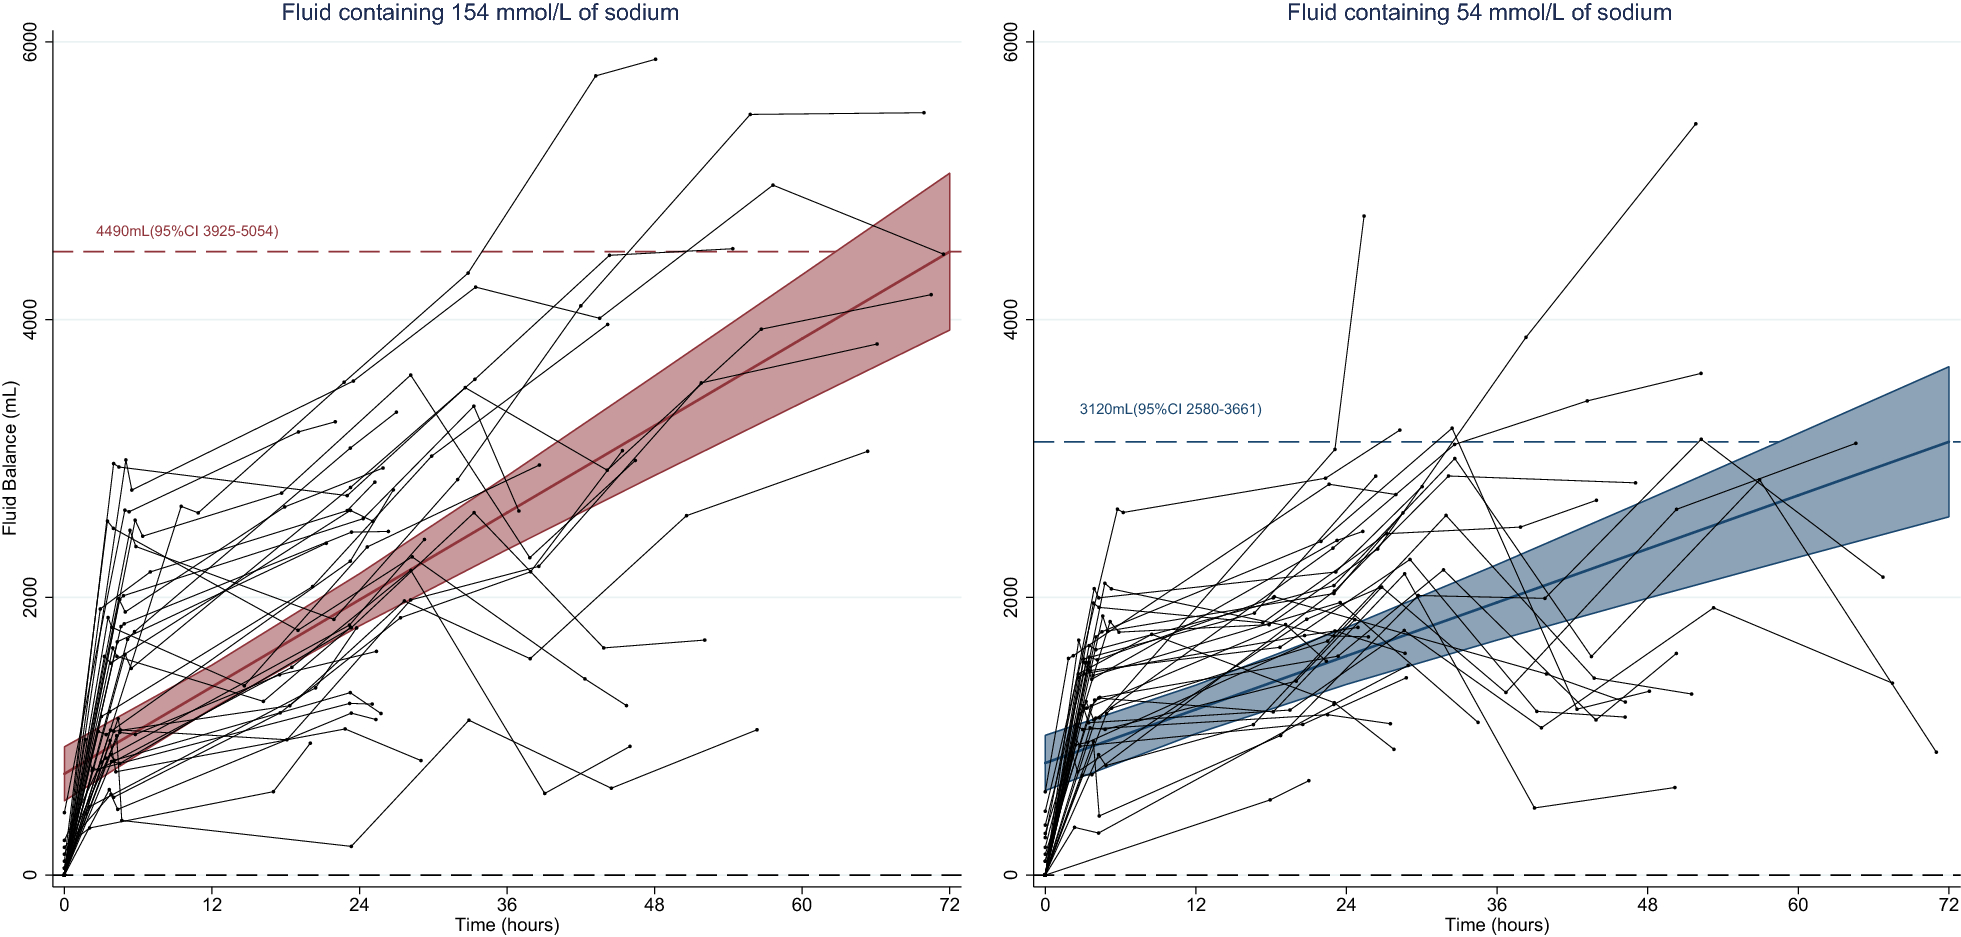 Fluid containing 154 mmol/L of sodium
Fluid Balance (mL)
6000
4000
2000
0
4490mL(95%CI 3925-5054)
0 12 24 36 48 60 72
Time (hours)
Fluid containing 54 mmol/L of sodium
6000
4000
2000
0
3120mL(95%CI 2580-3661)
0 12 24 36 48 60 72
Time (hours)